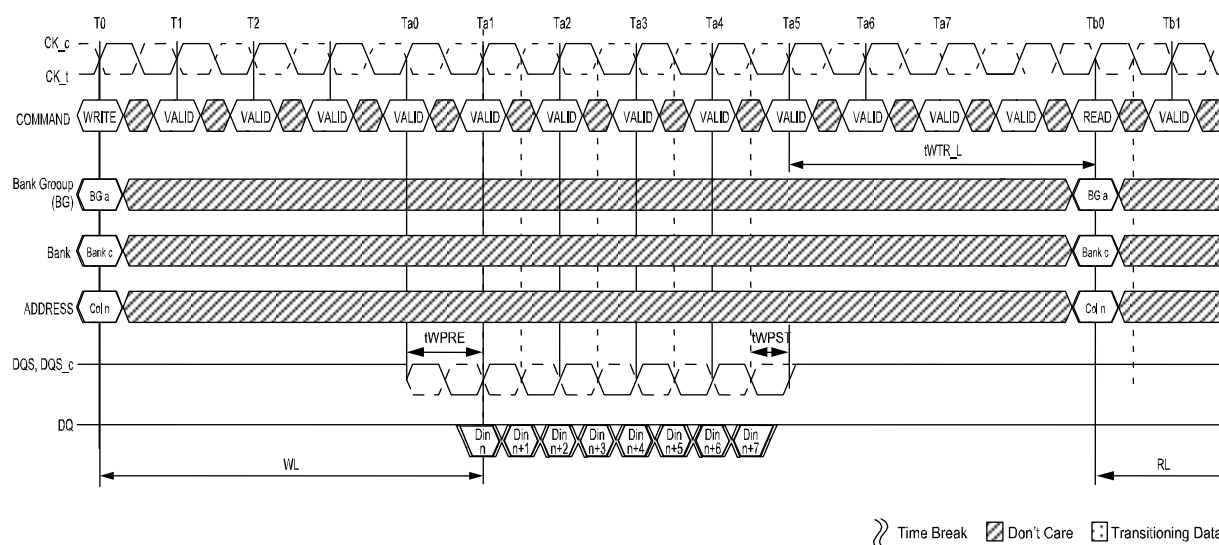 T0 T1 T2 Ta0 Ta1 Ta2 Ta3 Ta4 Ta5 Ta6 Ta7 Tb0 Tb1
CK_c
CK_t
COMMAND WRITE VALID VALID VALID VALID VALID VALID VALID VALID VALID VALID VALID VALID READ VALID
tWTR_L
Bank Grooup
(BG)
BG a BG a
Bank Bank c Bank c
ADDRESS Col n Col n
tWPRE tWPST
DQS, DQS_c
DQ
Din Din Din Din Din Din Din Din
n n+1 n+2 n+3 n+4 n+5 n+6 n+7
WL RL
Time Break Don't Care Transitioning Data